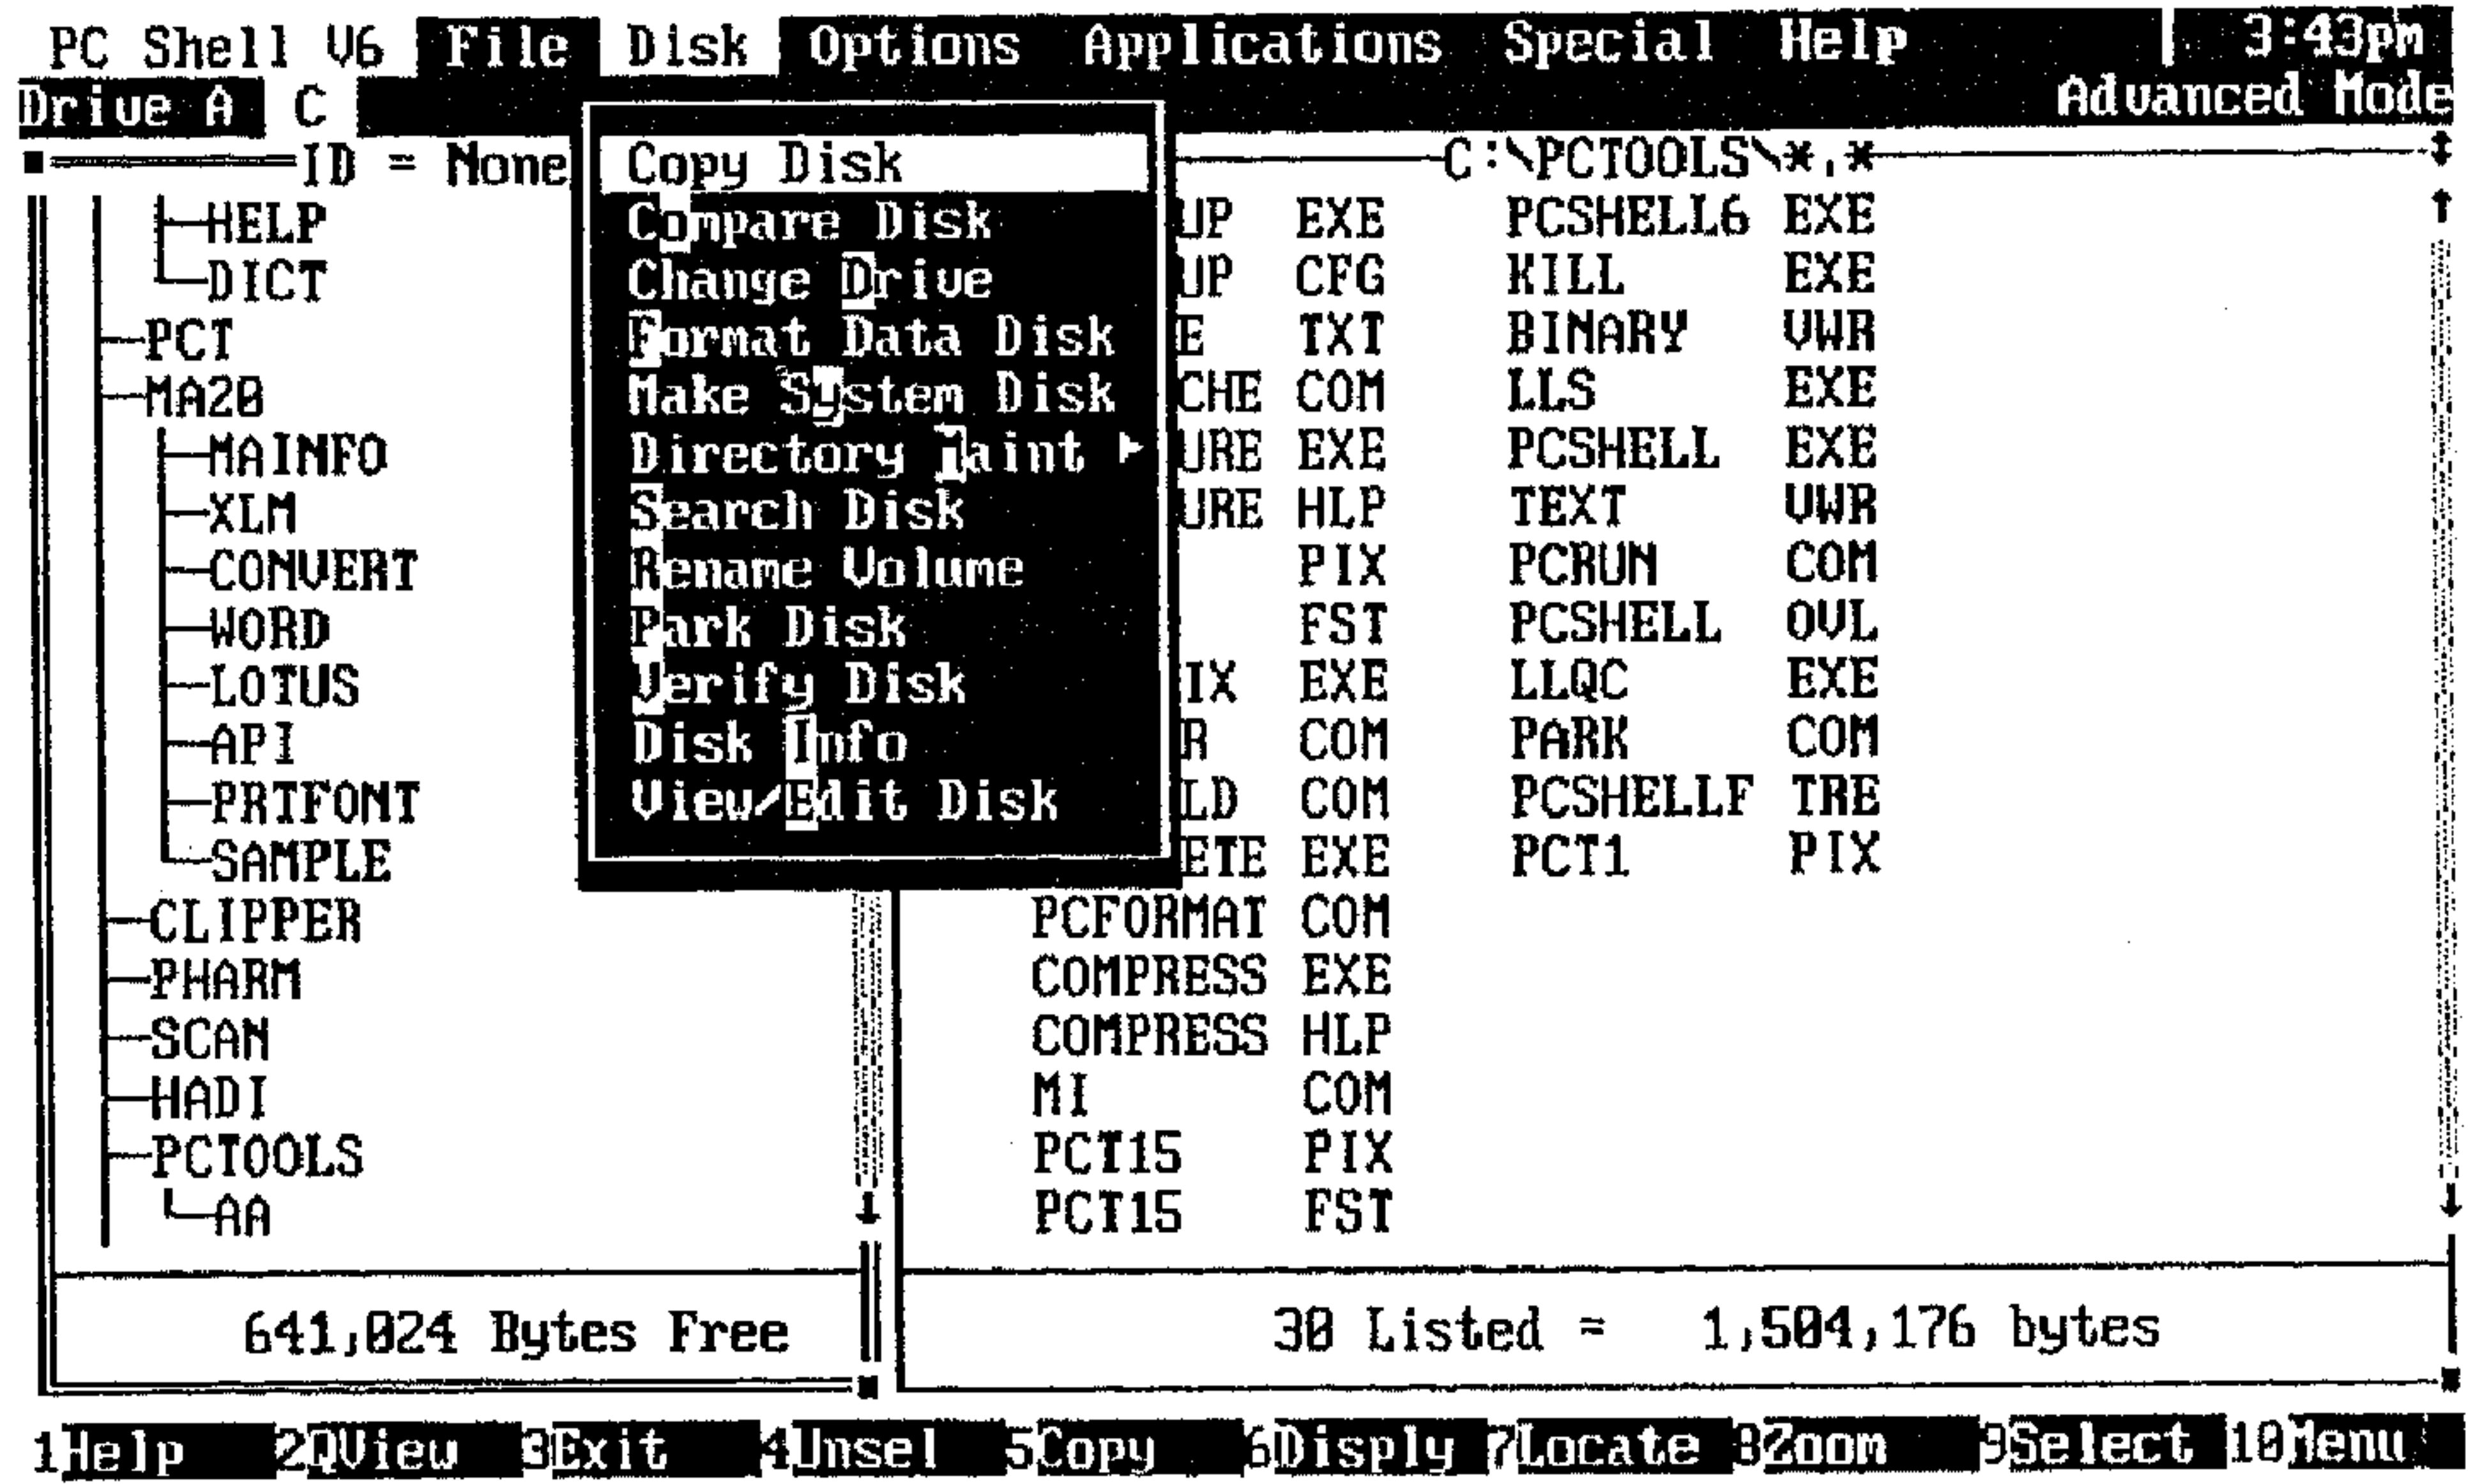 PC Shell V6 File Disk Options Applications Special Help 3:43pm
Drive A C Advanced Mode
ID = None
HELP
DICT
PCT
MA20
MAINFO
XLM
CONVERT
WORD
LOTUS
API
PRTFONT
SAMPLE
CLIPPER
PHARM
SCAN
HADI
PCTOOLS
AA
641,024 Bytes Free
Copy Disk
Compare Disk
Change Drive
Format Data Disk
Make System Disk
Directory Maint ►
Search Disk
Rename Volume
Park Disk
Verify Disk
Disk Info
View/Edit Disk
C:\PCTOOLS\*.*
UP EXE PCSHELL6 EXE
UP CFG KILL EXE
E TXT BINARY VWR
CHE COM LLS EXE
URE EXE PCSHELL EXE
URE HLP TEXT VWR
PIX PCRUN COM
FST PCSHELL OVL
IX EXE LLQC EXE
R COM PARK COM
LD COM PCSHELLF TRE
ETE EXE PCT1 PIX
PCFORMAT COM
COMPRESS EXE
COMPRESS HLP
MI COM
PCT15 PIX
PCT15 FST
30 Listed = 1,504,176 bytes
1Help 2QView 3Exit 4Unsel 5Copy 6Disply 7Locate 8Zoom 9Select 10Menu